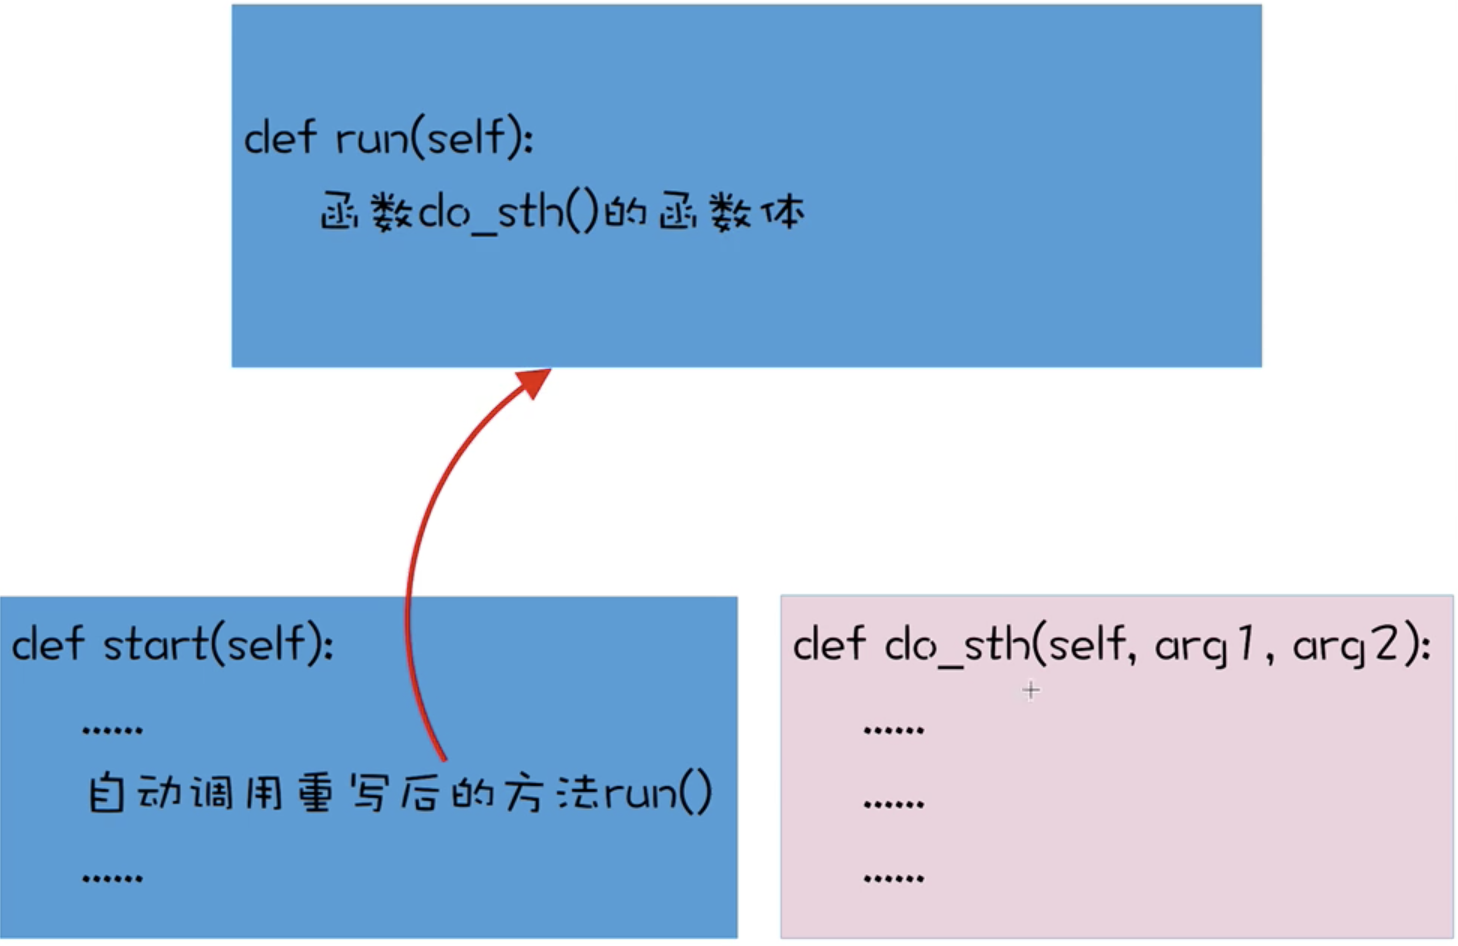 def run(self):
函数do_sth()的函数体
def start(self):
......
自动调用重写后的方法run()
......
def do_sth(self, arg1, arg2):
......
......
......